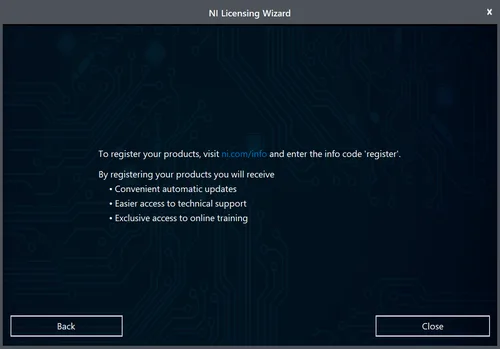 NI Licensing Wizard
x
To register your products, visit ni.com/info and enter the info code 'register'.
By registering your products you will receive
• Convenient automatic updates
• Easier access to technical support
• Exclusive access to online training
Back
Close